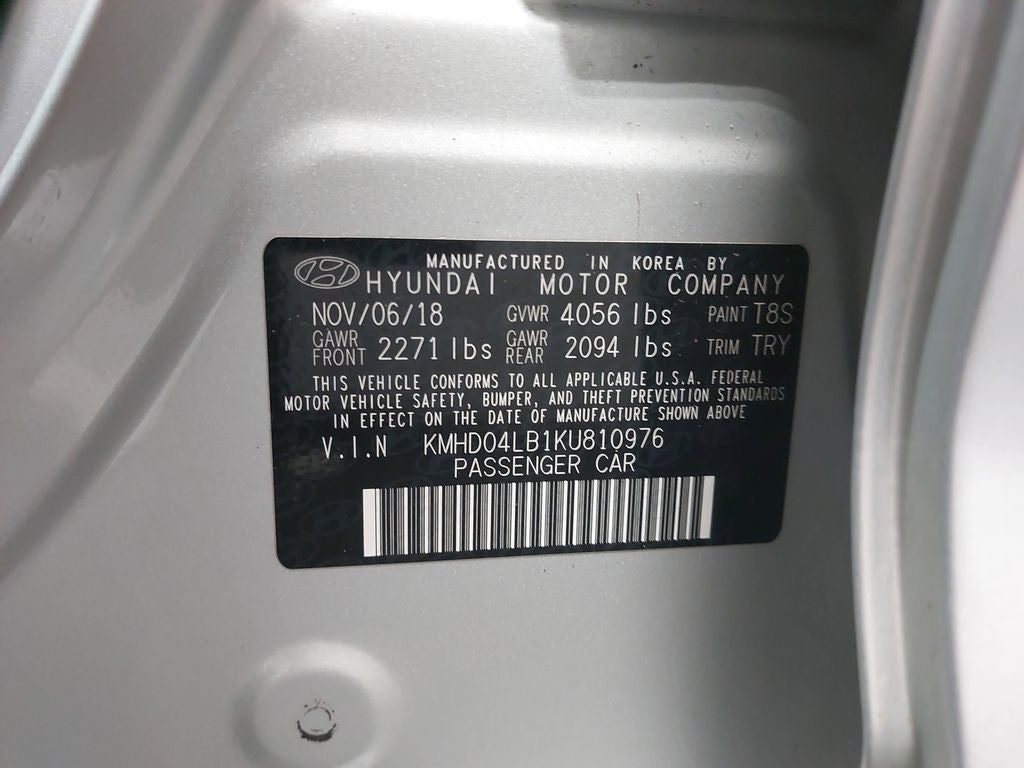 MANUFACTURED IN KOREA BY
HYUNDAI MOTOR COMPANY
NOV/06/18 GVWR 4056 lbs PAINT T8S
GAWR FRONT 2271 lbs GAWR REAR 2094 lbs TRIM TRY
THIS VEHICLE CONFORMS TO ALL APPLICABLE U.S.A. FEDERAL
MOTOR VEHICLE SAFETY, BUMPER, AND THEFT PREVENTION STANDARDS
IN EFFECT ON THE DATE OF MANUFACTURE SHOWN ABOVE
V.I.N KMHD04LB1KU810976
PASSENGER CAR